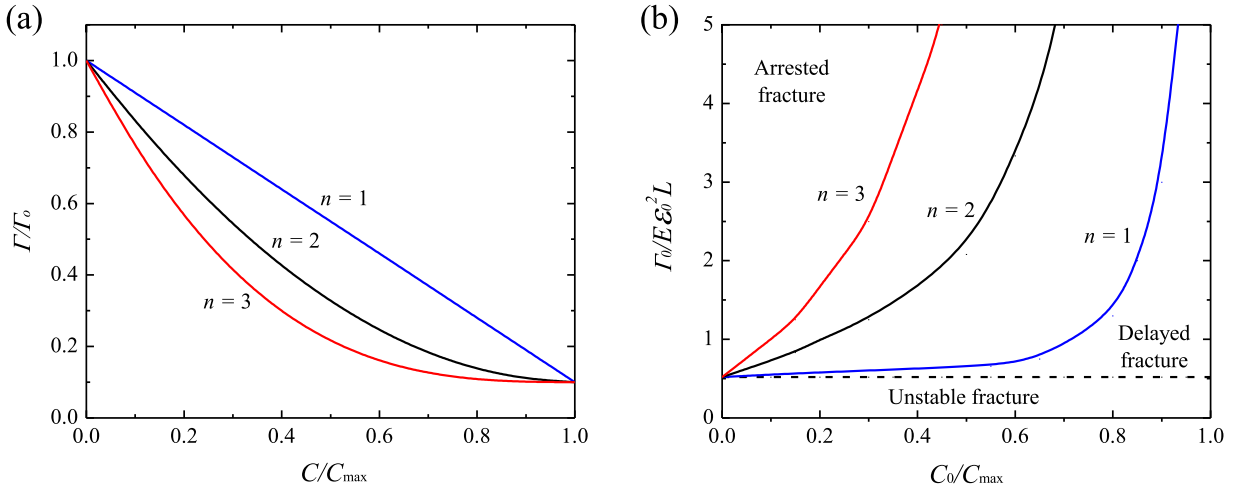 (a)
1.0
0.8
0.6
0.4
0.2
0.0
Γ/Γo
n = 1
n = 2
n = 3
0.0 0.2 0.4 0.6 0.8 1.0
C/Cmax
(b)
5
4
3
2
1
0
Γ0/Eε0²L
Arrested
fracture
n = 3
n = 2
n = 1
Delayed
fracture
Unstable fracture
0.0 0.2 0.4 0.6 0.8 1.0
C0/Cmax